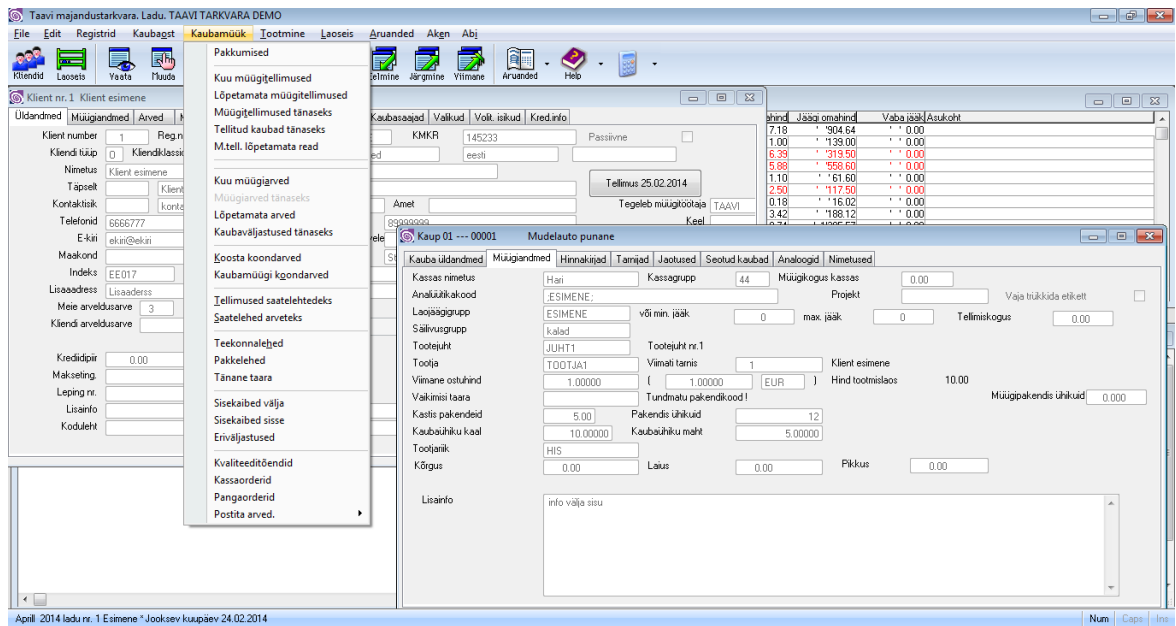 Taavi majandustarkvara. Ladu. TAAVI TARKVARA DEMO
File Edit Registrid Kaubaost Kaubamüük Tootmine Laoseis Aruanded Aken Abi
Kliendid Laoseis Vaata Muuda Eelmine Järgmine Viimane Aruanded Help
Pakkumised
Kuu müügitellimused
Lõpetamata müügitellimused
Müügitellimused tänaseks
Tellitud kaubad tänaseks
M.tell. lõpetamata read
Kuu müügiarved
Müügiarved tänaseks
Lõpetamata arved
Kaubaväljastused tänaseks
Koosta koondarved
Kaubamüügi koondarved
Tellimused saatelehtedeks
Saatelehed arveteks
Teekonnalehed
Pakkelehed
Tänane taara
Sisekaibed välja
Sisekaibed sisse
Eriväljastused
Kvaliteeditõendid
Kassaorderid
Pangaorderid
Postita arved.
Klient nr. 1 Klient esimene
Üldandmed Müügiandmed Arved Kaubasaajad Valikud Volit. isikud Kred.info
Klient number 1 Reg.n KMKR 145233 Passiivne
Kliendi tüüp 0 Kliendiklassi eesti
Nimetus Klient esimene
Täpselt Klient Tellimus 25.02.2014
Kontaktisik konta Amet Tegeleb müügitöötaja TAAVI
Telefonid 6666777 89999999 Keel
E-kiri ekiri@ekiri
Maakond
Indeks EE017
Lisaaadress Lisaaderss
Meie arveldusarve 3
Kliendi arveldusarve
Krediidipiir 0.00
Makseting.
Leping nr.
Lisainfo
Koduleht
Jäägi omahind Vaba jääk Asukoht
7.18 904.64 0.00
1.00 139.00 0.00
6.39 319.50 0.00
5.88 558.60 0.00
1.10 61.60 0.00
2.50 117.50 0.00
0.18 16.02 0.00
3.42 188.12 0.00
Kaup 01 --- 00001 Mudelauto punane
Kauba üldandmed Müügiandmed Hinnakirjad Tarnijad Jaotused Seotud kaubad Analoogid Nimetused
Kassas nimetus Hari Kassagrupp 44 Müügikogus kassas 0.00
Analüütikakood ;ESIMENE; Projekt Vaja trükkida etikett
Laojäägigrupp ESIMENE või min. jääk 0 max. jääk 0 Tellimiskogus 0.00
Säilivusgrupp kalad
Tootejuht JUHT1 Tootejuht nr.1
Tootja TOOTJA1 Viimati tarnis 1 Klient esimene
Viimane ostuhind 1.00000 ( 1.00000 EUR ) Hind tootmislaos 10.00
Vaikimisi taara Tundmatu pakendikood ! Müügipakendis ühikuid 0.000
Kastis pakendeid 5.00 Pakendis ühikuid 12
Kaubaühiku kaal 10.00000 Kaubaühiku maht 5.00000
Tootjariik HIS
Kõrgus 0.00 Laius 0.00 Pikkus 0.00
Lisainfo info välja sisu
Aprill 2014 ladu nr. 1 Esimene * Jooksev kuupäev 24.02.2014 Num Caps Ins